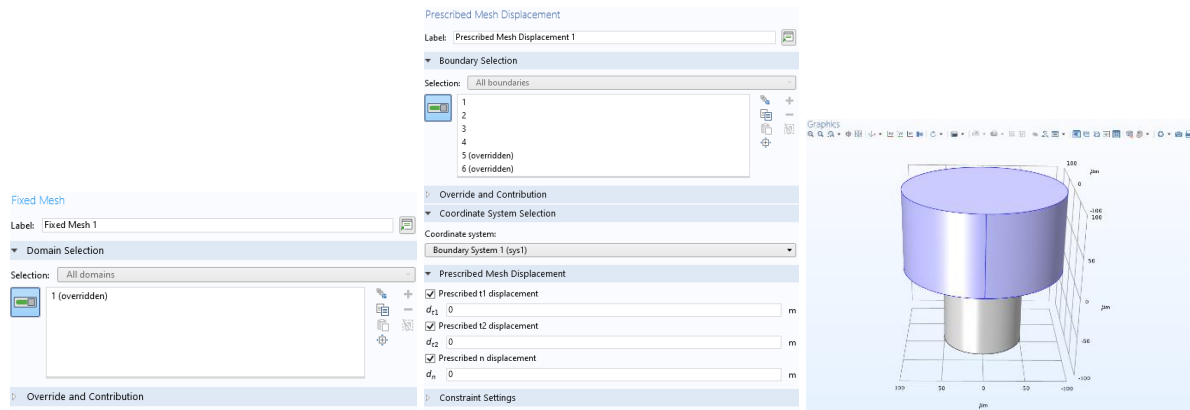 Fixed Mesh
Label: Fixed Mesh 1
Domain Selection
Selection: All domains
1 (overridden)
Override and Contribution
Prescribed Mesh Displacement
Label: Prescribed Mesh Displacement 1
Boundary Selection
Selection: All boundaries
1
2
3
4
5 (overridden)
6 (overridden)
Override and Contribution
Coordinate System Selection
Coordinate system:
Boundary System 1 (sys1)
Prescribed Mesh Displacement
Prescribed t1 displacement
dt1 0 m
Prescribed t2 displacement
dt2 0 m
Prescribed n displacement
dn 0 m
Constraint Settings
Graphics
100
μm
0
-100
100
50
0
μm
-50
-100
100
50
0
-50
-100
μm